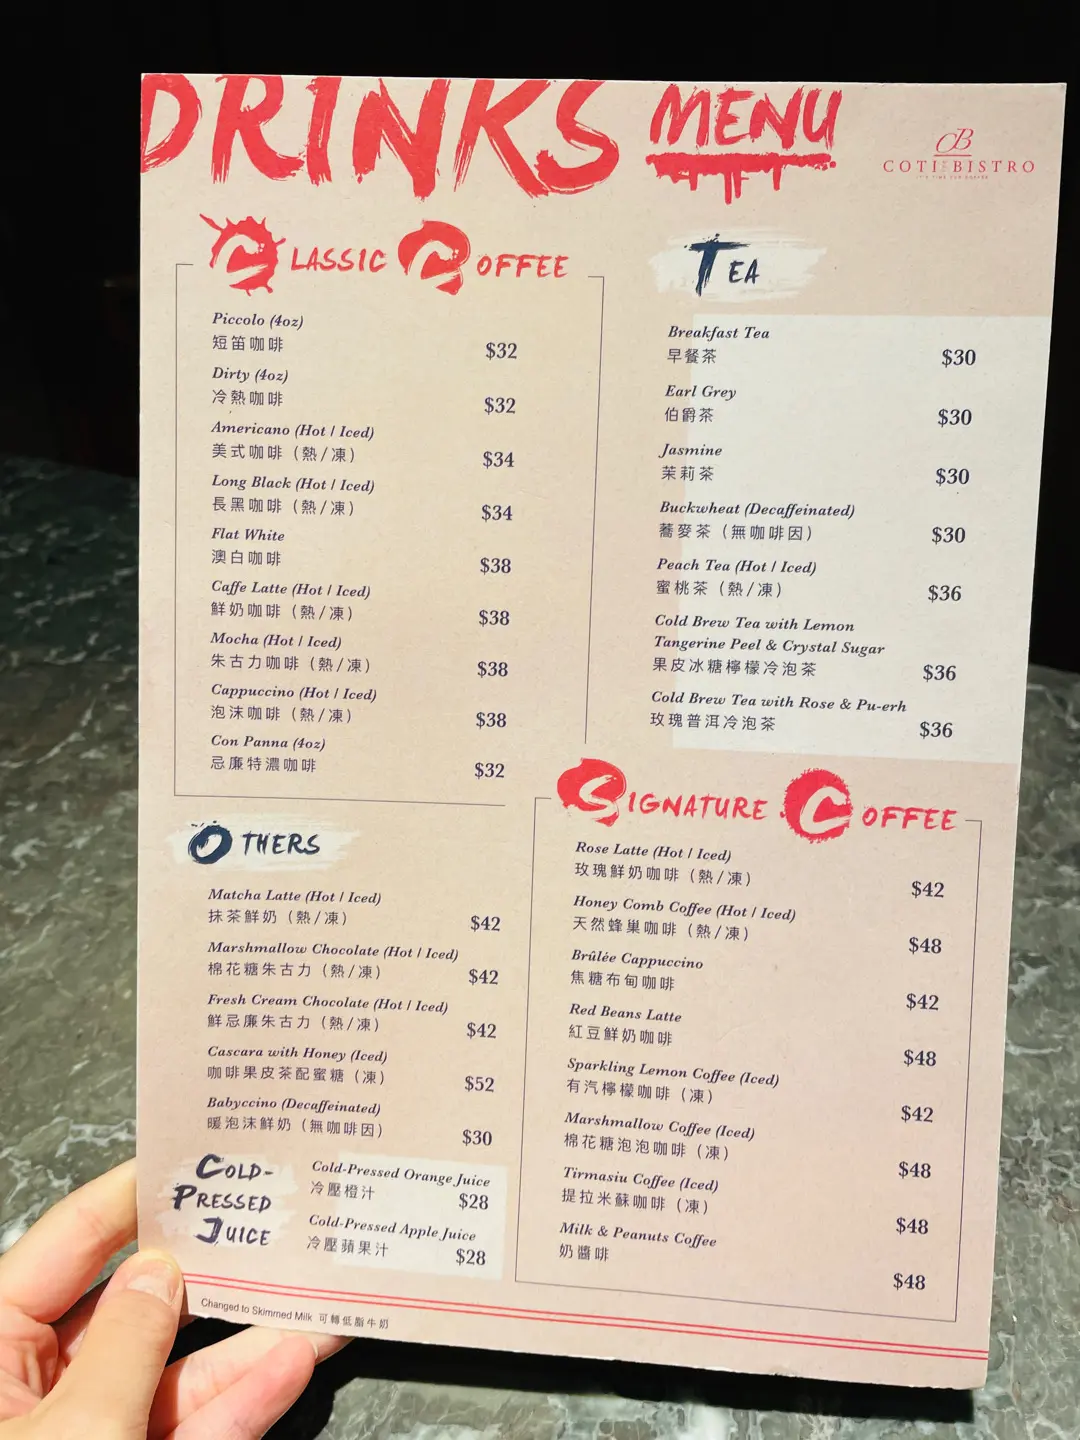 DRINKS MENU
CB
COTI BISTRO
CLASSIC COFFEE
Piccolo (4oz)
短笛咖啡
$32
Dirty (4oz)
冷熱咖啡
$32
Americano (Hot / Iced)
美式咖啡（熱/凍）
$34
Long Black (Hot / Iced)
長黑咖啡（熱/凍）
$34
Flat White
澳白咖啡
$38
Caffe Latte (Hot / Iced)
鮮奶咖啡（熱/凍）
$38
Mocha (Hot / Iced)
朱古力咖啡（熱/凍）
$38
Cappuccino (Hot / Iced)
泡沫咖啡（熱/凍）
$38
Con Panna (4oz)
忌廉特濃咖啡
$32
TEA
Breakfast Tea
早餐茶
$30
Earl Grey
伯爵茶
$30
Jasmine
茉莉茶
$30
Buckwheat (Decaffeinated)
蕎麥茶（無咖啡因）
$30
Peach Tea (Hot / Iced)
蜜桃茶（熱/凍）
$36
Cold Brew Tea with Lemon
Tangerine Peel & Crystal Sugar
果皮冰糖檸檬冷泡茶
$36
Cold Brew Tea with Rose & Pu-erh
玫瑰普洱冷泡茶
$36
OTHERS
Matcha Latte (Hot / Iced)
抹茶鮮奶（熱/凍）
$42
Marshmallow Chocolate (Hot / Iced)
棉花糖朱古力（熱/凍）
$42
Fresh Cream Chocolate (Hot / Iced)
鮮忌廉朱古力（熱/凍）
$42
Cascara with Honey (Iced)
咖啡果皮茶配蜜糖（凍）
$52
Babyccino (Decaffeinated)
暖泡沫鮮奶（無咖啡因）
$30
COLD-
PRESSED
JUICE
Cold-Pressed Orange Juice
冷壓橙汁
$28
Cold-Pressed Apple Juice
冷壓蘋果汁
$28
SIGNATURE COFFEE
Rose Latte (Hot / Iced)
玫瑰鮮奶咖啡（熱/凍）
$42
Honey Comb Coffee (Hot / Iced)
天然蜂巢咖啡（熱/凍）
$48
Brûlée Cappuccino
焦糖布甸咖啡
$42
Red Beans Latte
紅豆鮮奶咖啡
$48
Sparkling Lemon Coffee (Iced)
有汽檸檬咖啡（凍）
$42
Marshmallow Coffee (Iced)
棉花糖泡泡咖啡（凍）
$48
Tirmasiu Coffee (Iced)
提拉米蘇咖啡（凍）
$48
Milk & Peanuts Coffee
奶醬啡
$48
Changed to Skimmed Milk 可轉低脂牛奶